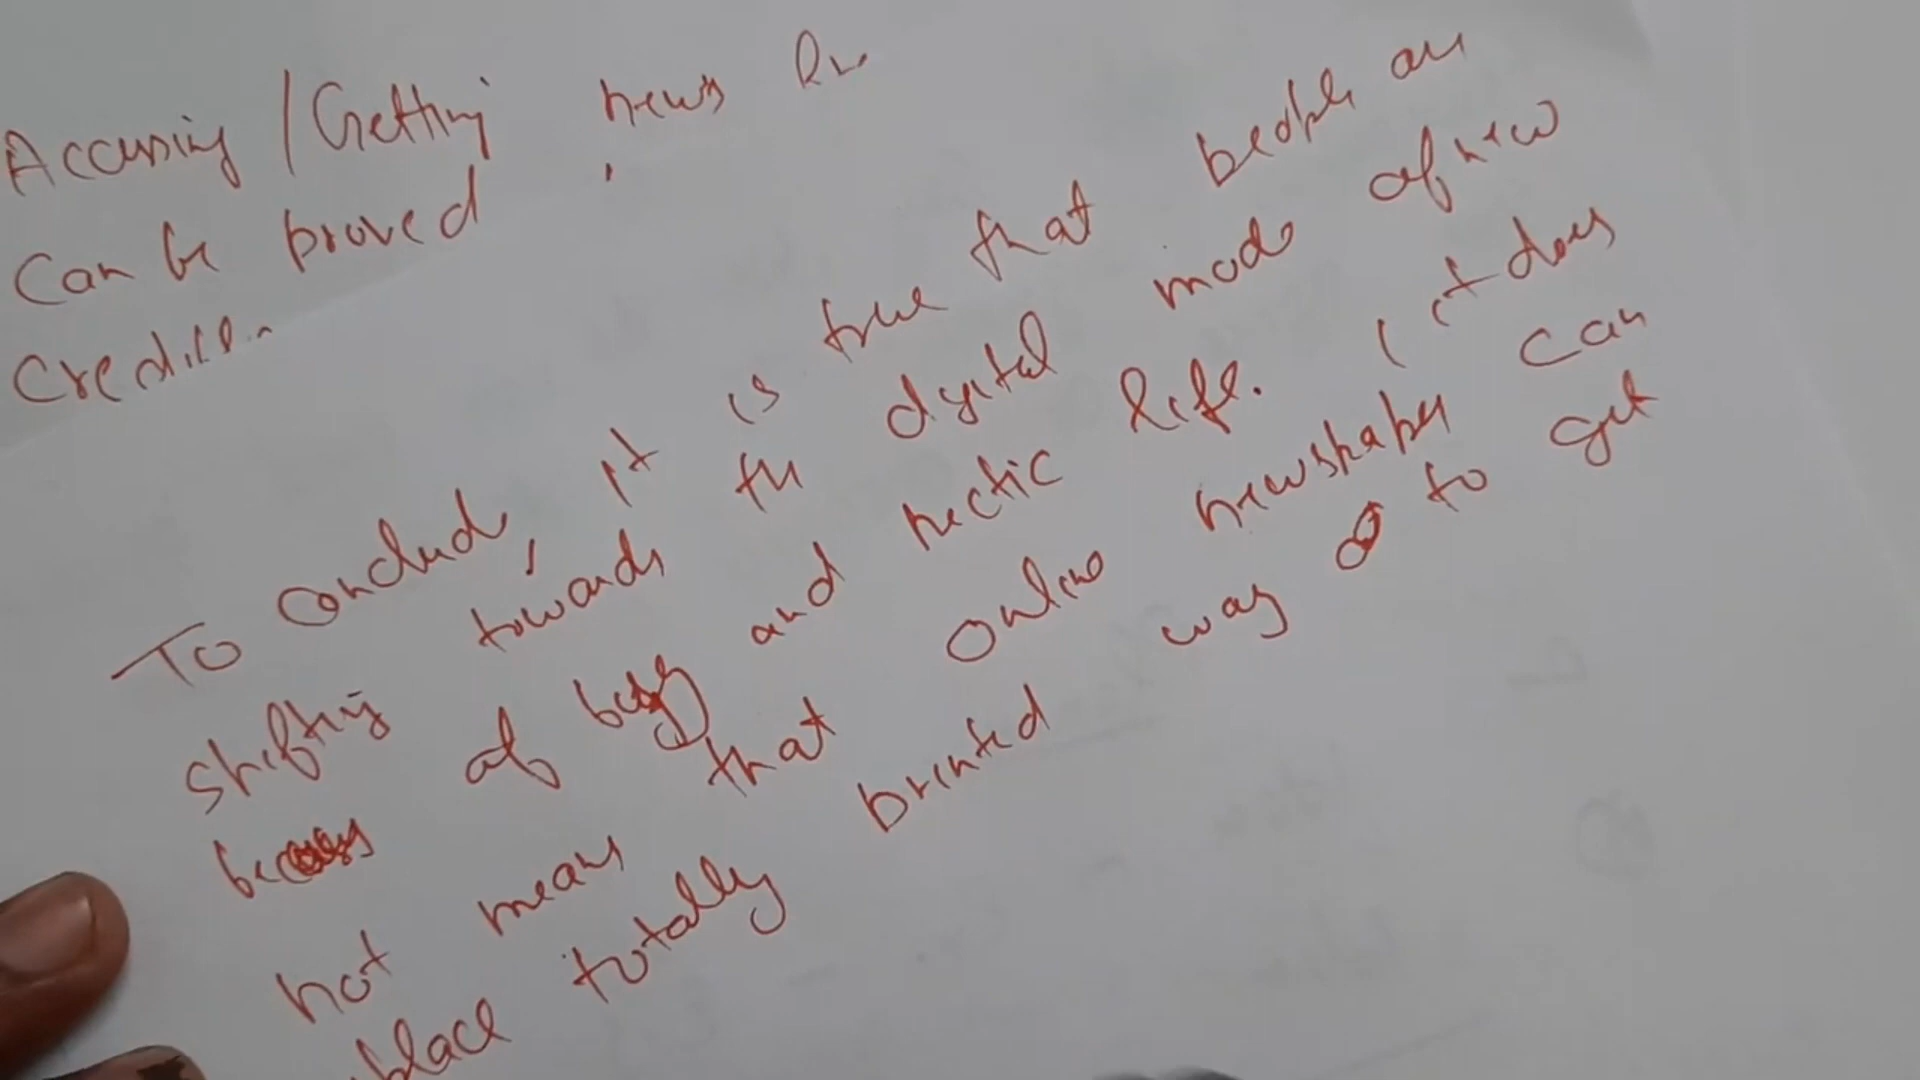 Accessing / Getting news
Can be proved
To conclude, it is true that people are
shifting towards the digital mode of new
because of busy and hectic life. it does
not means that online newspaper can
place totally printed way to get